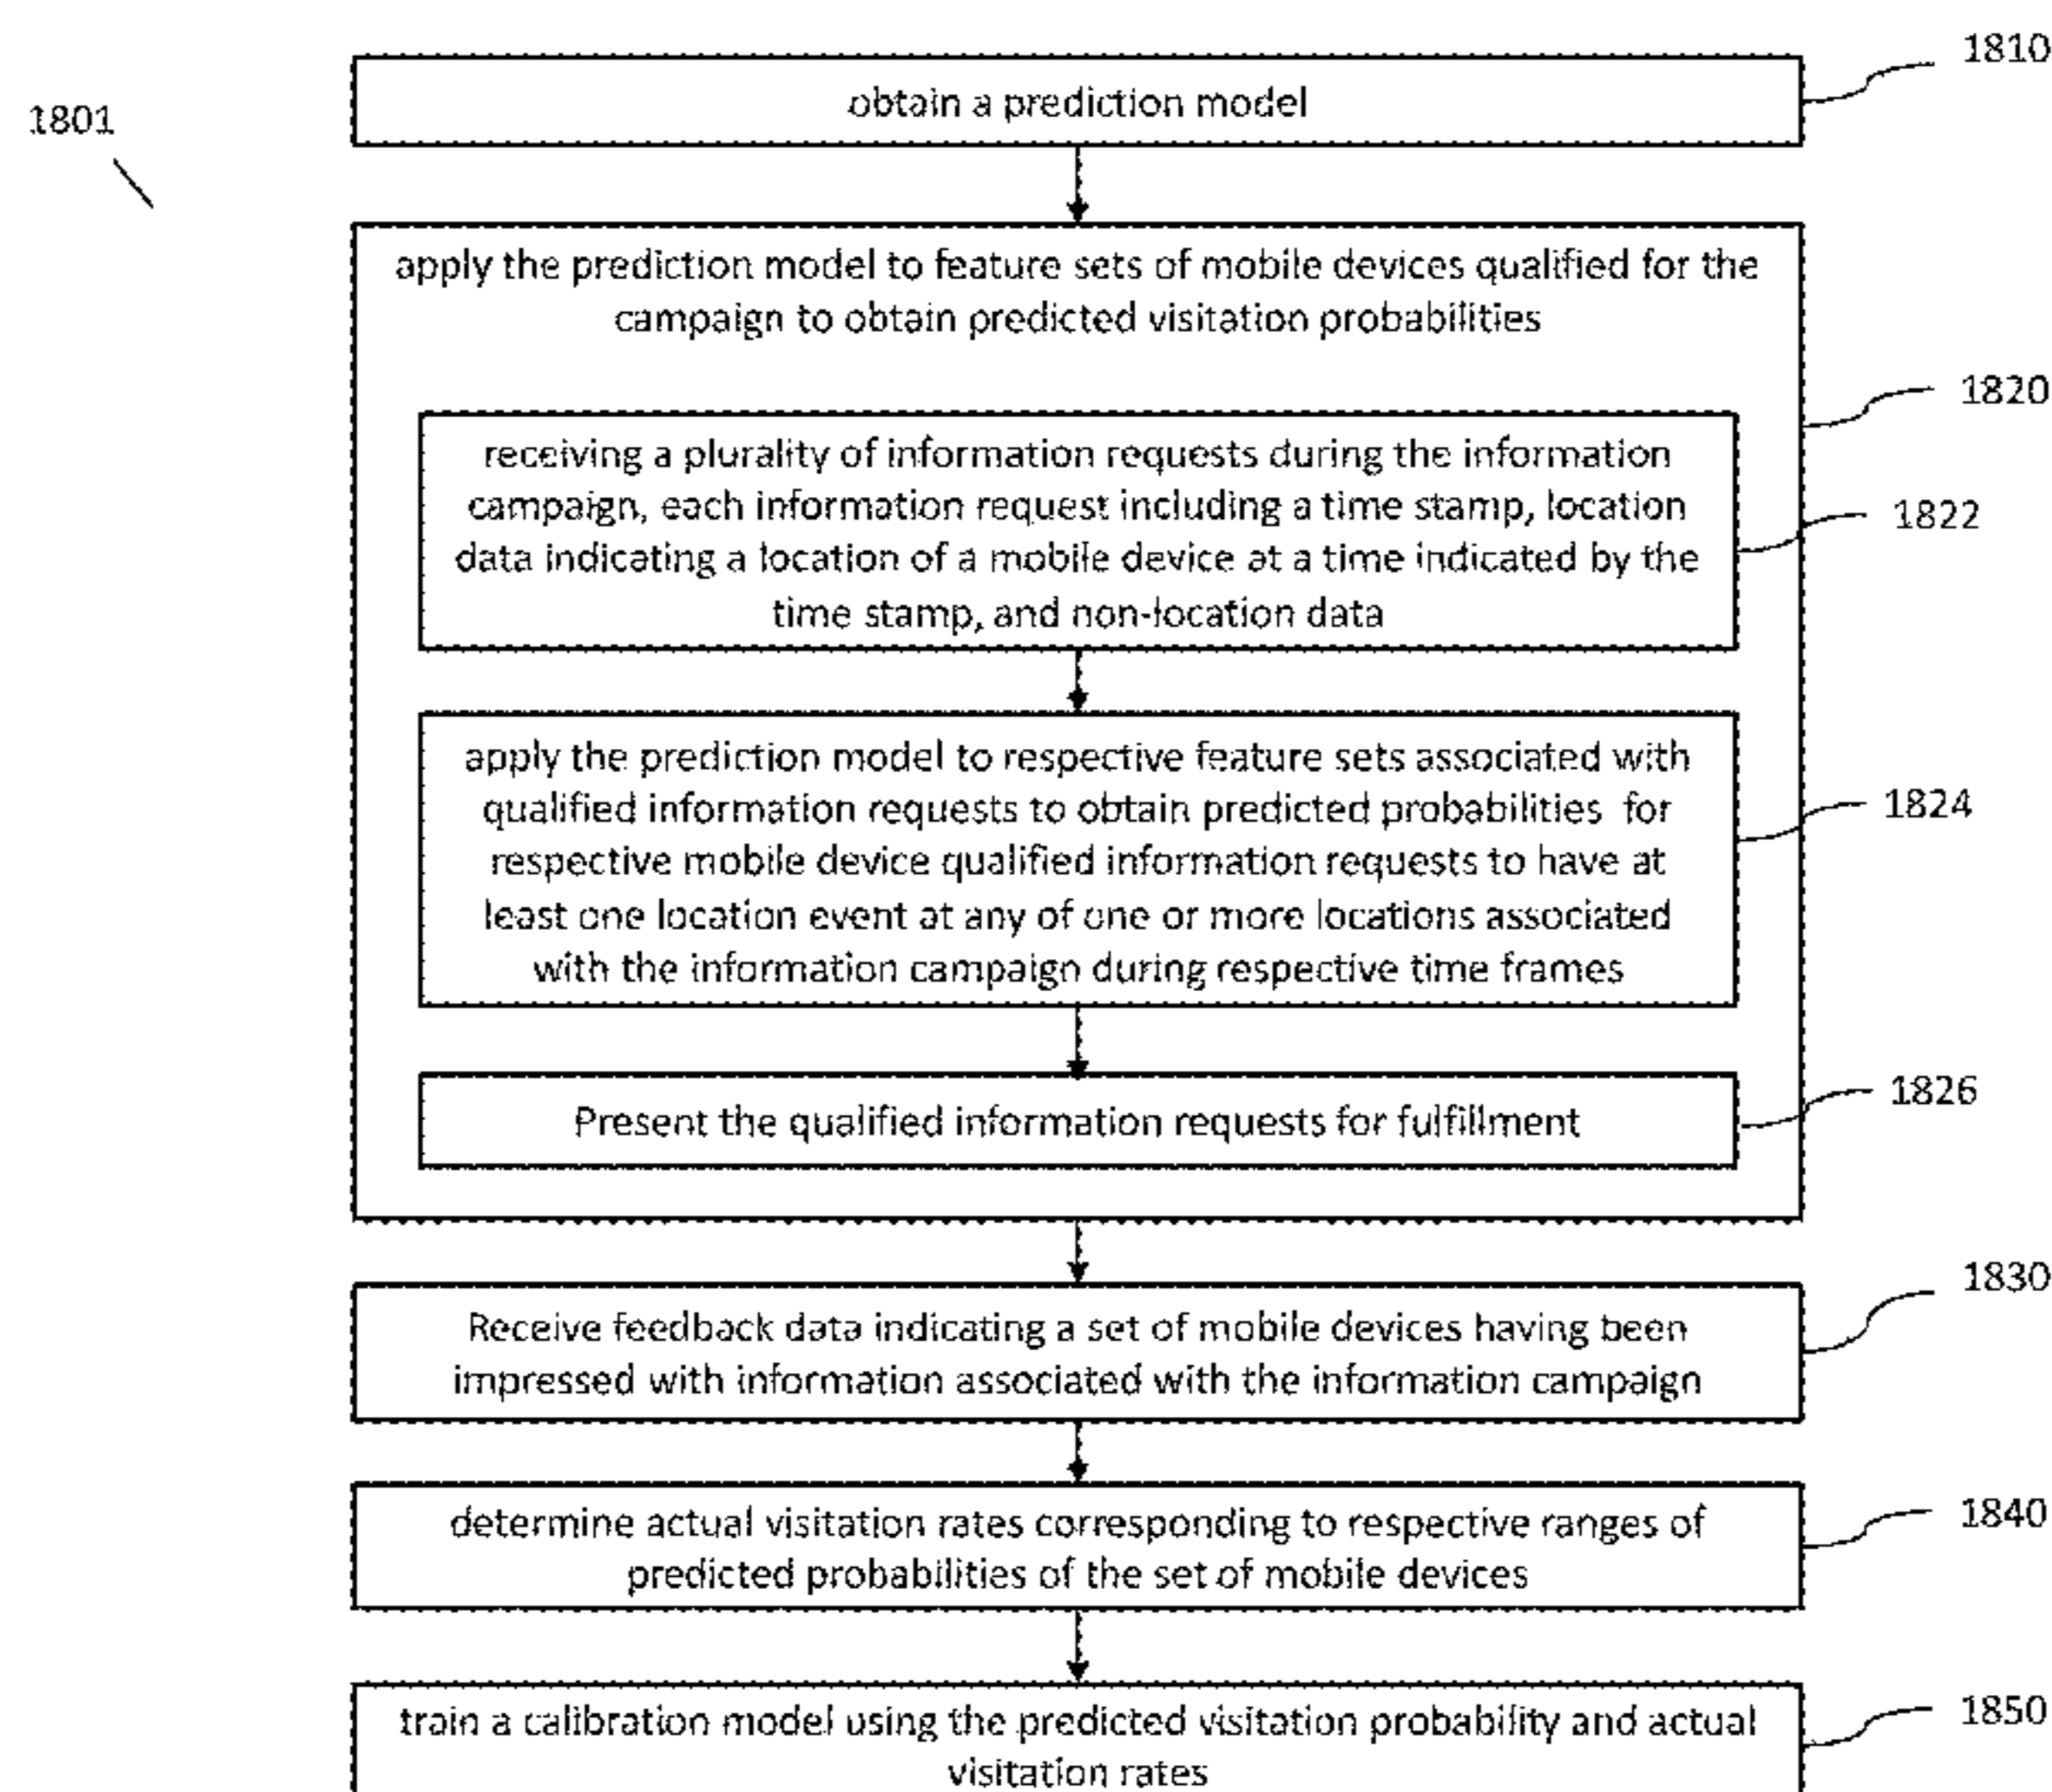 1810
obtain a prediction model
1801
apply the prediction model to feature sets of mobile devices qualified for the
campaign to obtain predicted visitation probabilities
1820
receiving a plurality of information requests during the information
campaign, each information request including a time stamp, location
1822
data indicating a location of a mobile device at a time indicated by the
time stamp, and non-location data
apply the prediction model to respective feature sets associated with
qualified information requests to obtain predicted probabilities for
1824
respective mobile device qualified information requests to have at
least one location event at any of one or more locations associated
with the information campaign during respective time frames
1826
Present the qualified information requests for fulfillment
1830
Receive feedback data indicating a set of mobile devices having been
impressed with information associated with the information campaign
1840
determine actual visitation rates corresponding to respective ranges of
predicted probabilities of the set of mobile devices
1850
train a calibration model using the predicted visitation probability and actual
visitation rates